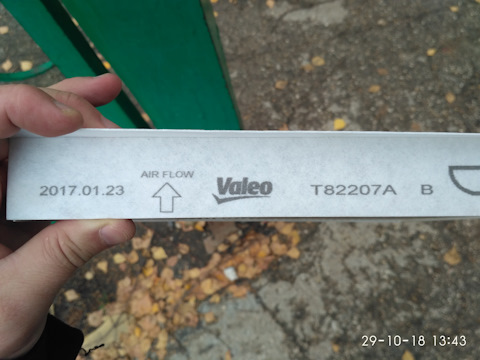 AIR FLOW
2017.01.23 Valeo T82207A B
29-10-18 13:43